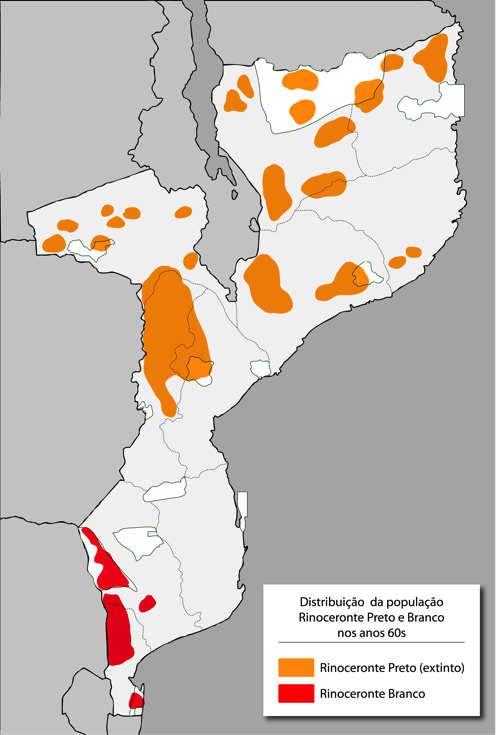 Distribuição da população
Rinoceronte Preto e Branco
nos anos 60s
Rinoceronte Preto (extinto)
Rinoceronte Branco